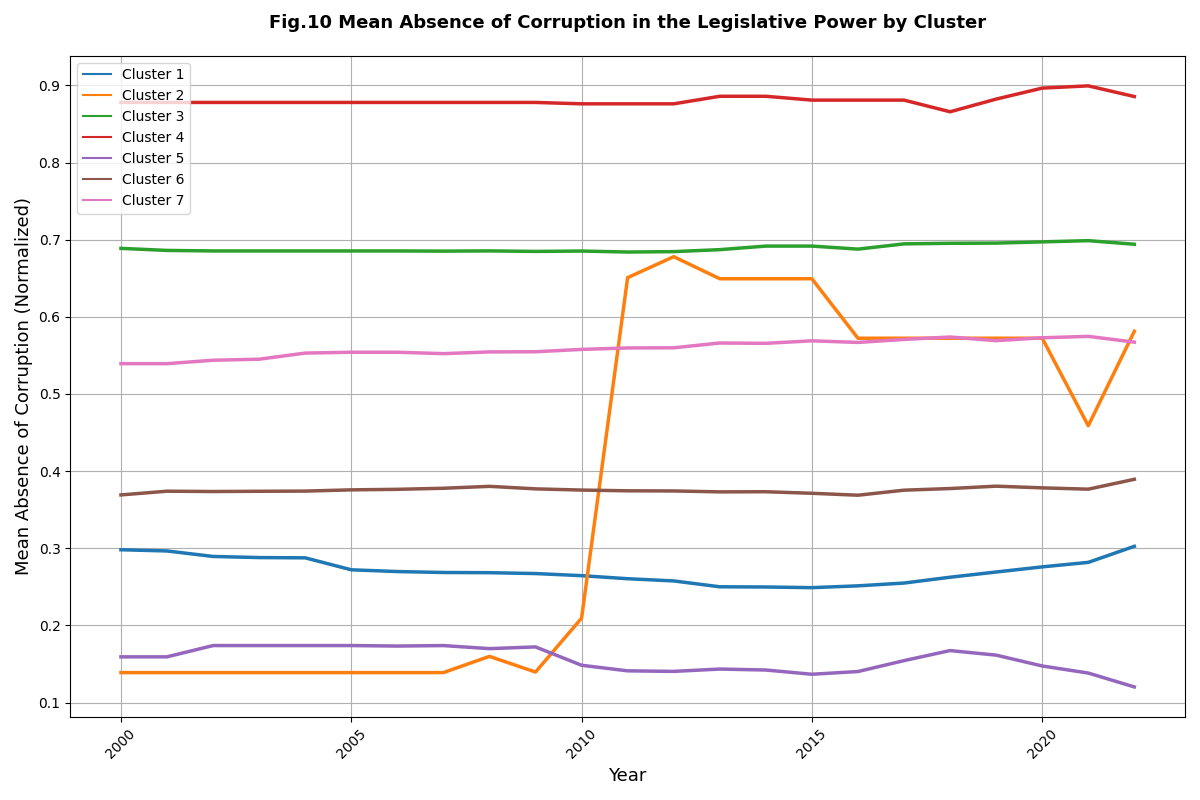 Fig.10 Mean Absence of Corruption in the Legislative Power by Cluster
Cluster 1
Cluster 2
Cluster 3
Cluster 4
Cluster 5
Cluster 6
Cluster 7
Mean Absence of Corruption (Normalized)
0.9
0.8
0.7
0.6
0.5
0.4
0.3
0.2
0.1
2000
2005
2010
2015
2020
Year